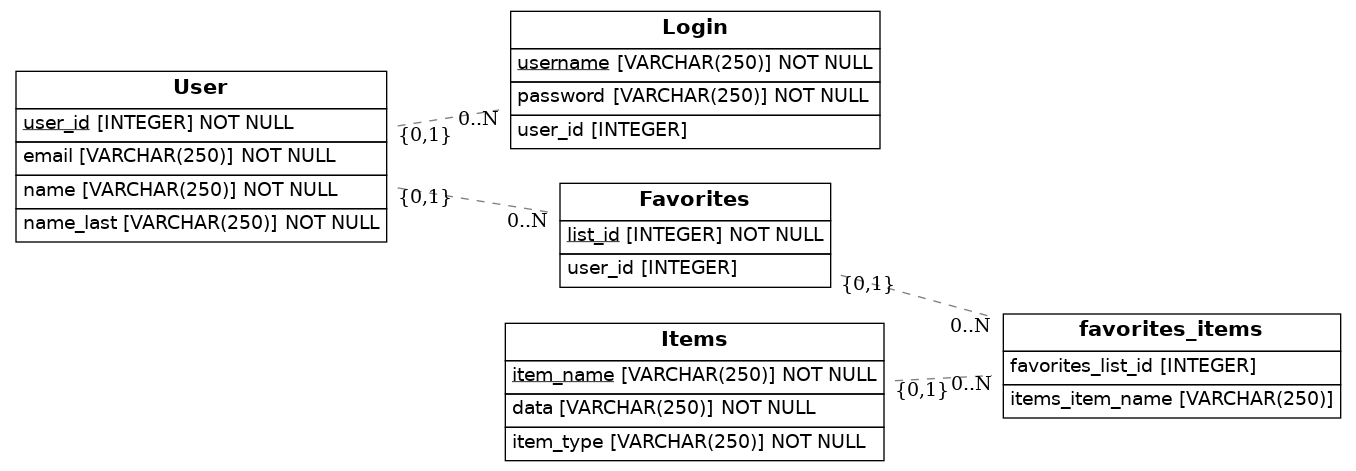 Login
username [VARCHAR(250)] NOT NULL
password [VARCHAR(250)] NOT NULL
user_id [INTEGER]
User
user_id [INTEGER] NOT NULL
email [VARCHAR(250)] NOT NULL
name [VARCHAR(250)] NOT NULL
name_last [VARCHAR(250)] NOT NULL
0..N
{0,1}
{0,1}
0..N
Favorites
list_id [INTEGER] NOT NULL
user_id [INTEGER]
{0,1}
0..N
Items
item_name [VARCHAR(250)] NOT NULL
data [VARCHAR(250)] NOT NULL
item_type [VARCHAR(250)] NOT NULL
{0,1}
0..N
favorites_items
favorites_list_id [INTEGER]
items_item_name [VARCHAR(250)]